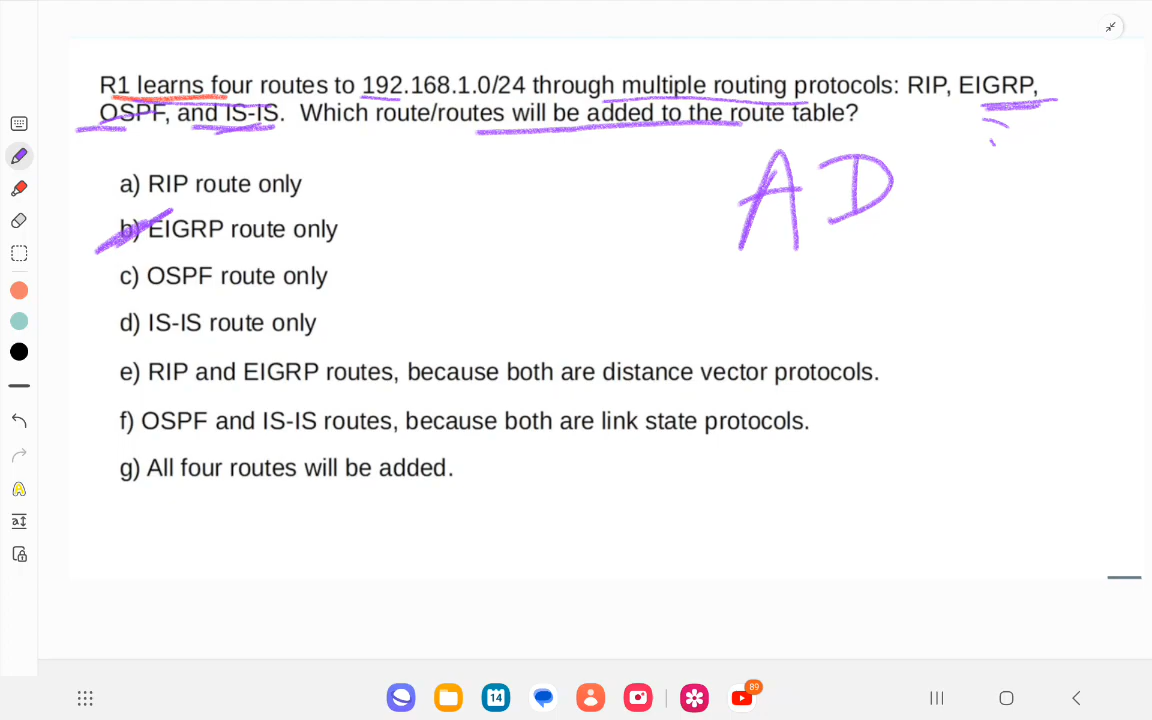 R1 learns four routes to 192.168.1.0/24 through multiple routing protocols: RIP, EIGRP,
OSPF, and IS-IS. Which route/routes will be added to the route table?
AD
a) RIP route only
b) EIGRP route only
c) OSPF route only
d) IS-IS route only
e) RIP and EIGRP routes, because both are distance vector protocols.
f) OSPF and IS-IS routes, because both are link state protocols.
g) All four routes will be added.
14
89